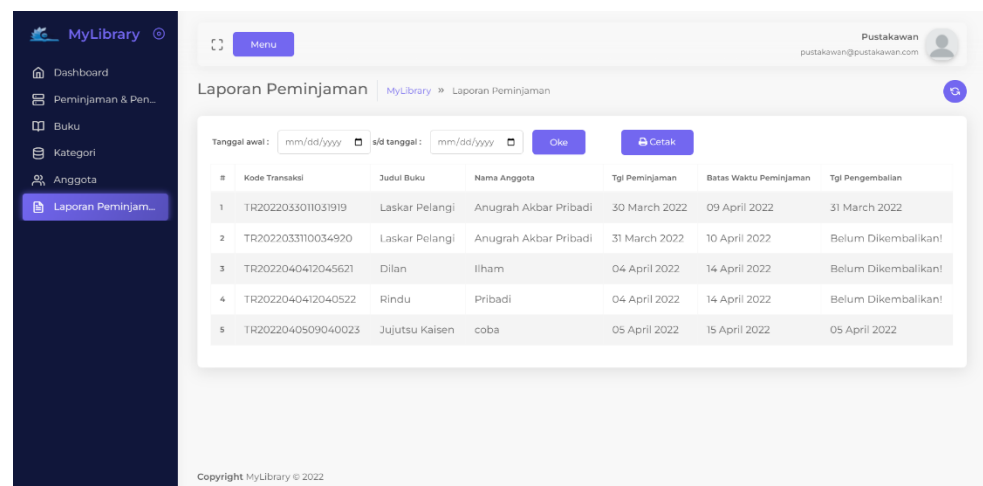 MyLibrary
Dashboard
Peminjaman & Pen...
Buku
Kategori
Anggota
Laporan Peminjam...
Menu
Pustakawan
pustakawan@pustakawan.com
Laporan Peminjaman MyLibrary » Laporan Peminjaman
Tanggal awal : mm/dd/yyyy s/d tanggal : mm/dd/yyyy Oke Cetak
# Kode Transaksi Judul Buku Nama Anggota Tgl Peminjaman Batas Waktu Peminjaman Tgl Pengembalian
1 TR2022033011031919 Laskar Pelangi Anugrah Akbar Pribadi 30 March 2022 09 April 2022 31 March 2022
2 TR2022033110034920 Laskar Pelangi Anugrah Akbar Pribadi 31 March 2022 10 April 2022 Belum Dikembalikan!
3 TR2022040412045621 Dilan Ilham 04 April 2022 14 April 2022 Belum Dikembalikan!
4 TR2022040412040522 Rindu Pribadi 04 April 2022 14 April 2022 Belum Dikembalikan!
5 TR2022040509040023 Jujutsu Kaisen coba 05 April 2022 15 April 2022 05 April 2022
Copyright MyLibrary © 2022